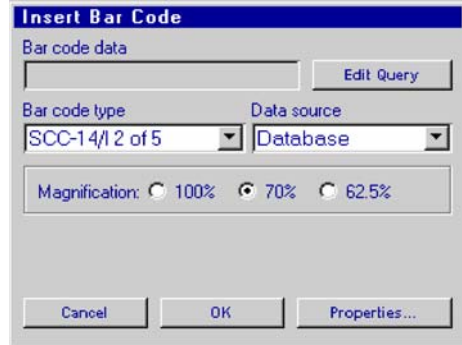 Insert Bar Code
Bar code data
Edit Query
Bar code type Data source
SCC-14/I 2 of 5 Database
Magnification: 100% 70% 62.5%
Cancel OK Properties...